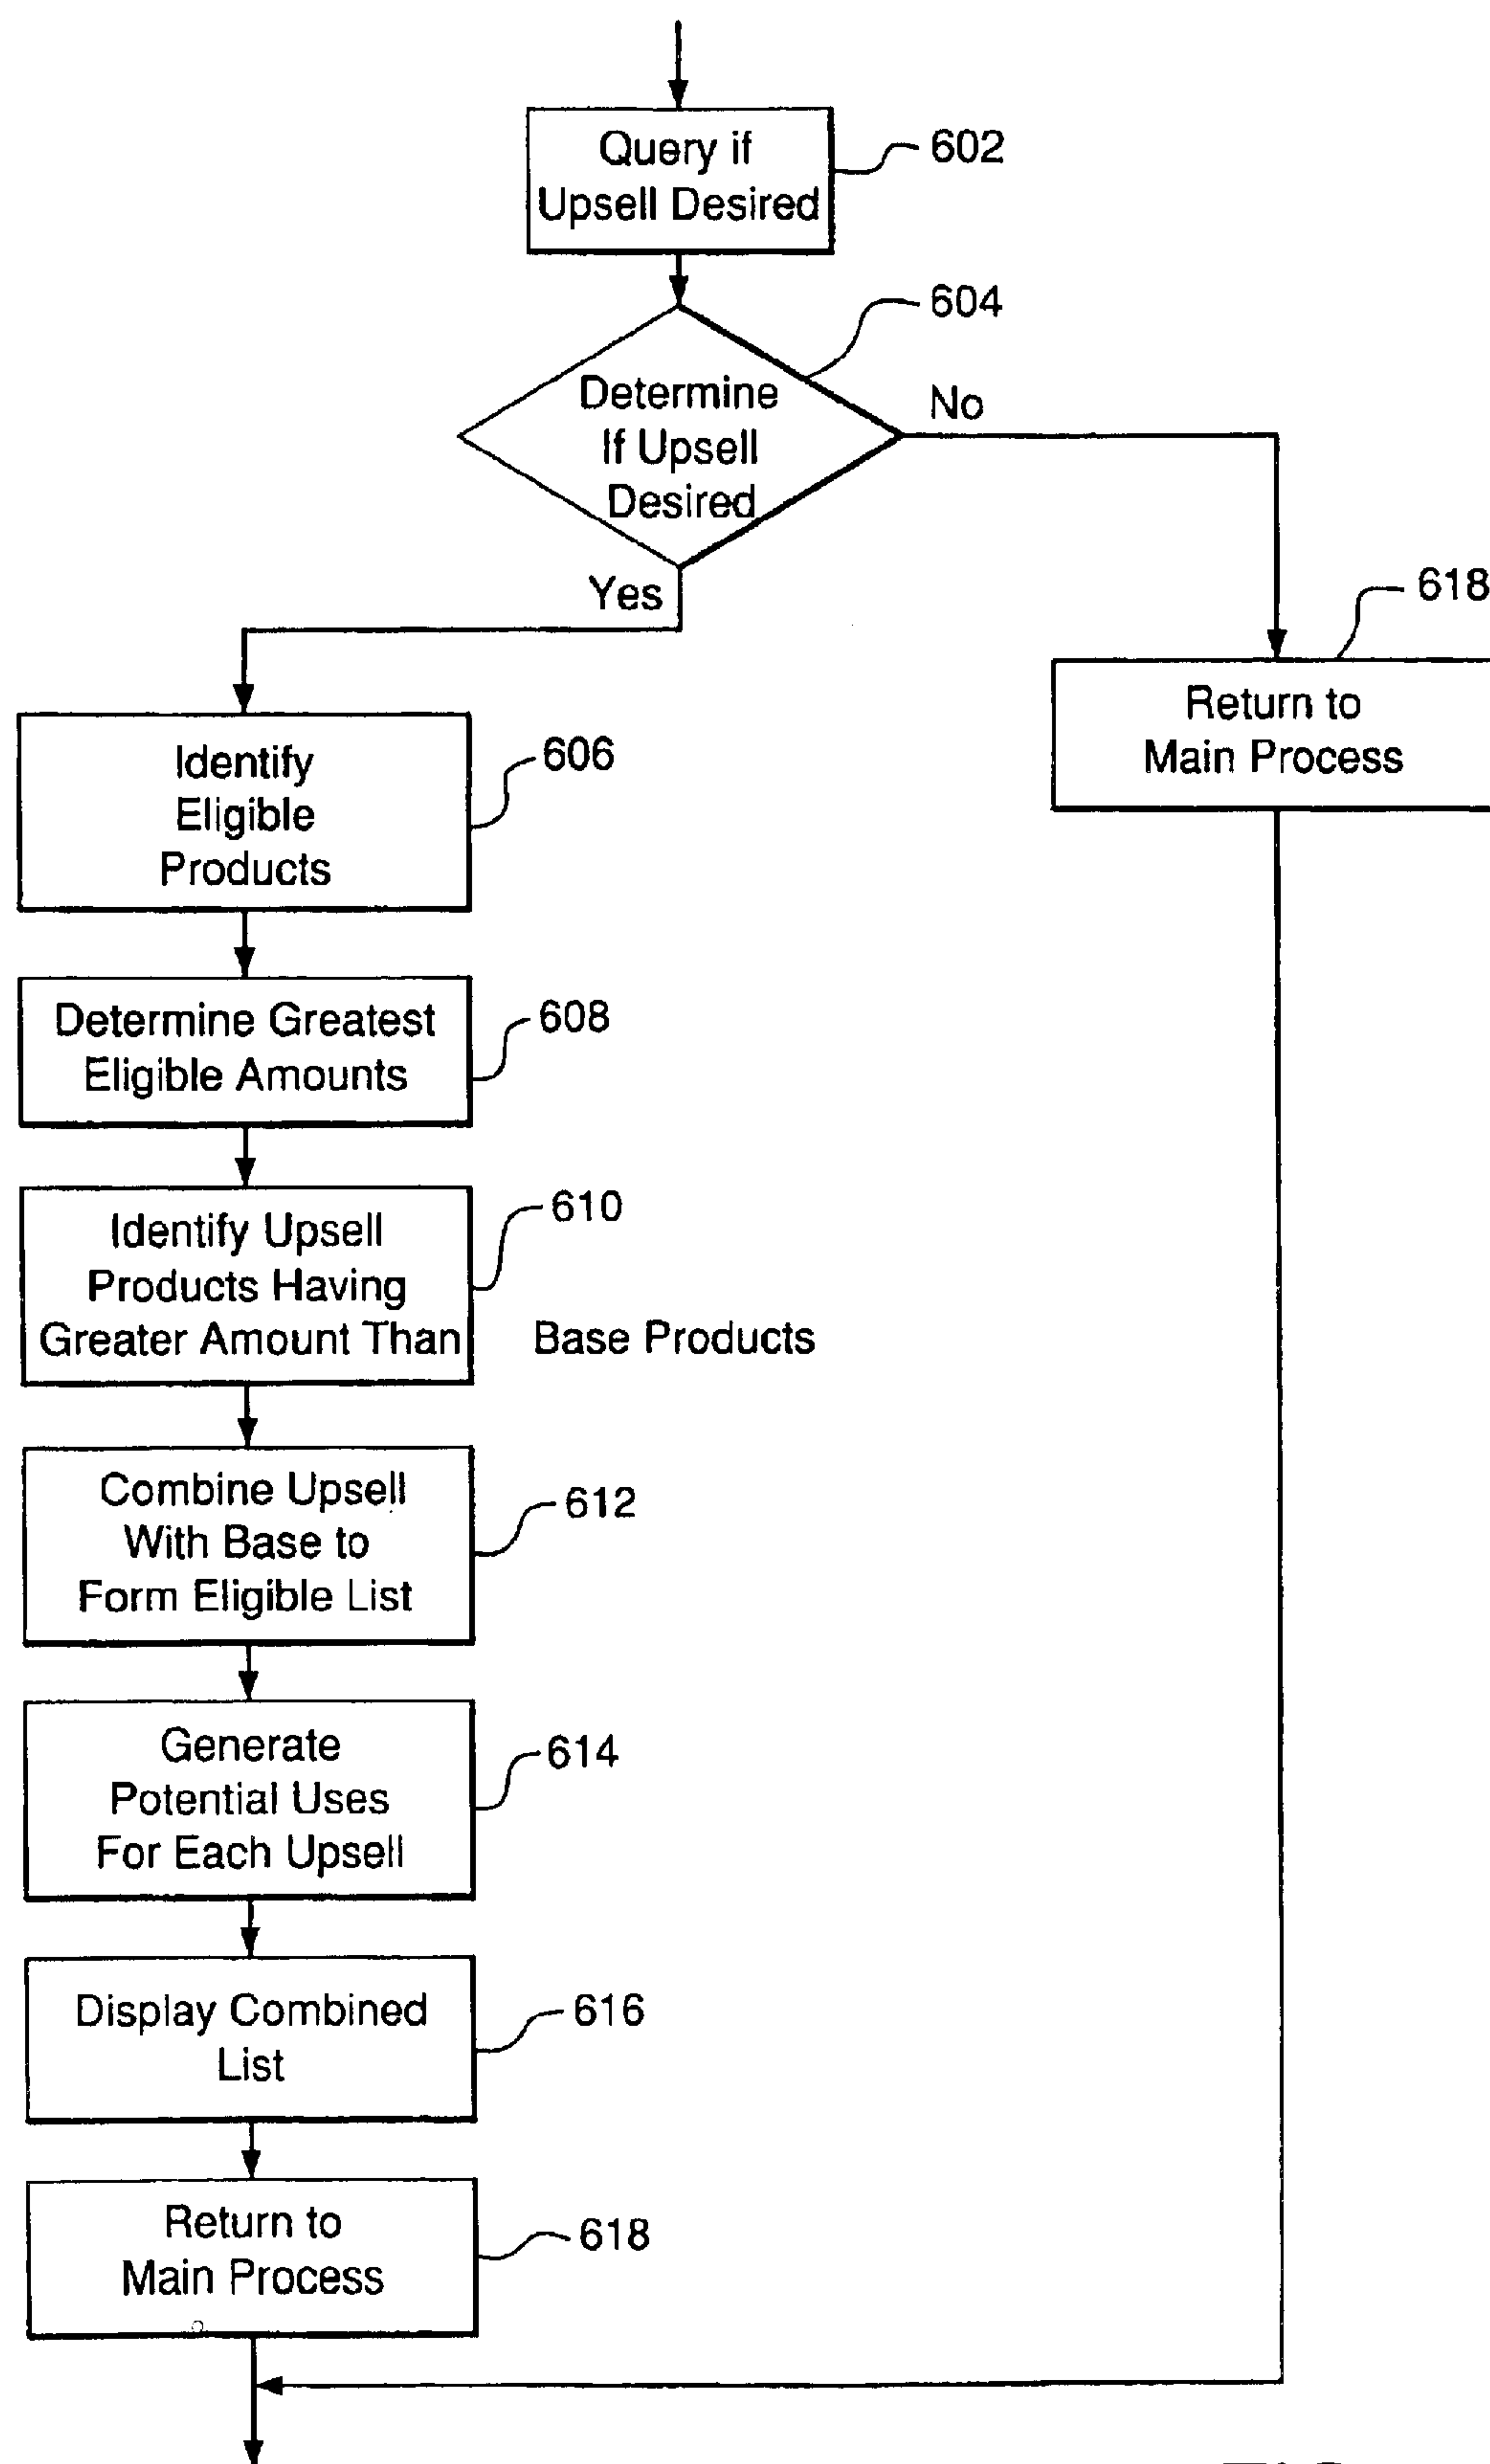 Query if
Upsell Desired
602
604
Determine
If Upsell
Desired
No
Yes
618
Return to
Main Process
Identify
Eligible
Products
606
Determine Greatest
Eligible Amounts
608
Identify Upsell
Products Having
Greater Amount Than Base Products
610
Combine Upsell
With Base to
Form Eligible List
612
Generate
Potential Uses
For Each Upsell
614
Display Combined
List
616
Return to
Main Process
618